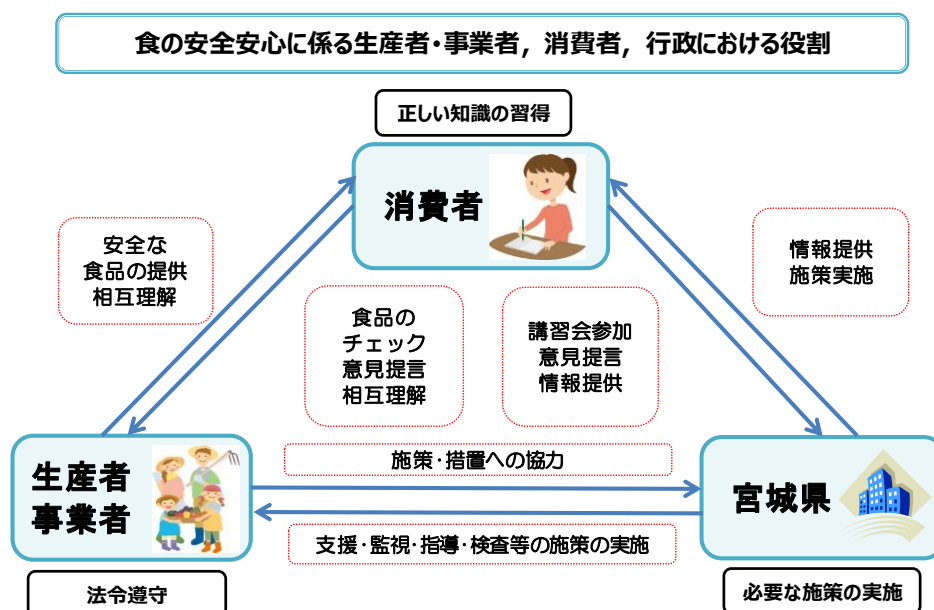 食の安全安心に係る生産者・事業者，消費者，行政における役割
正しい知識の習得
消費者
安全な
食品の提供
相互理解
情報提供
施策実施
食品の
チェック
意見提言
相互理解
講習会参加
意見提言
情報提供
生産者
事業者
施策・措置への協力
支援・監視・指導・検査等の施策の実施
宮城県
法令遵守
必要な施策の実施